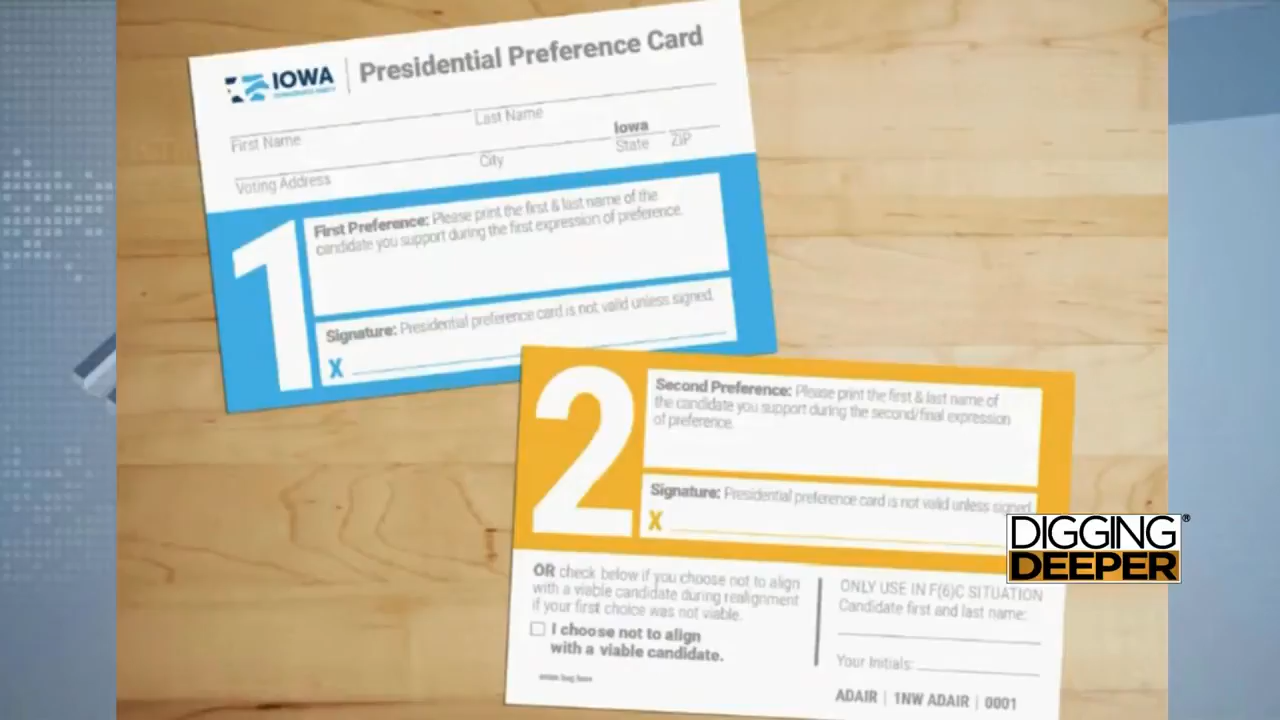 IOWA
Presidential Preference Card
Last Name
First Name
Iowa
State
ZIP
City
Voting Address
1
First Preference: Please print the first & last name of the
candidate you support during the first expression of preference.
Signature: Presidential preference card is not valid unless signed.
X
2
Second Preference: Please print the first & last name of
the candidate you support during the second/final expression
of preference.
Signature: Presidential preference card is not valid unless signed.
X
DIGGING
DEEPER®
OR check below if you choose not to align
with a viable candidate during realignment
if your first choice was not viable.
I choose not to align
with a viable candidate.
ONLY USE IN F(6)C SITUATION
Candidate first and last name:
Your Initials:
ADAIR | 1NW ADAIR | 0001